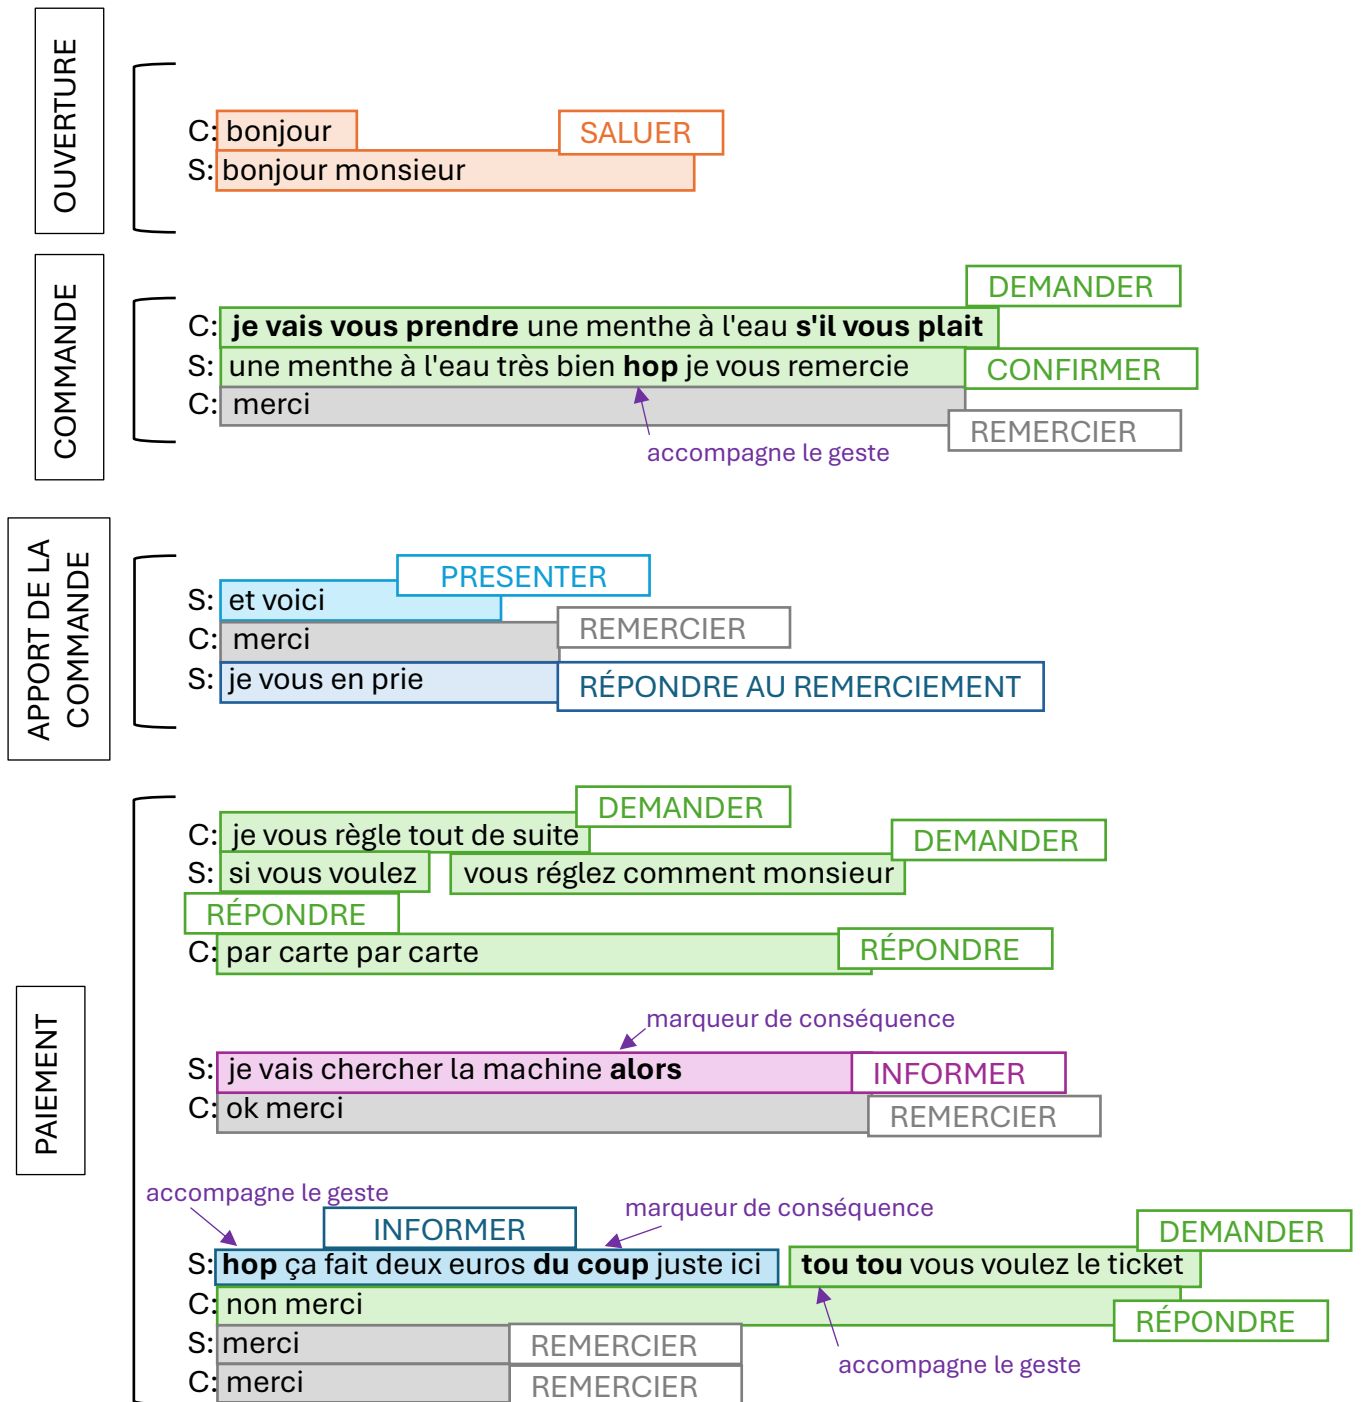 OUVERTURE
C: bonjour
SALUER
S: bonjour monsieur
COMMANDE
DEMANDER
C: je vais vous prendre une menthe à l'eau s'il vous plait
S: une menthe à l'eau très bien hop je vous remercie
CONFIRMER
C: merci
REMERCIER
accompagne le geste
APPORT DE LA
COMMANDE
PRESENTER
S: et voici
C: merci
REMERCIER
S: je vous en prie
RÉPONDRE AU REMERCIEMENT
PAIEMENT
DEMANDER
C: je vous règle tout de suite
DEMANDER
S: si vous voulez vous réglez comment monsieur
RÉPONDRE
C: par carte par carte
RÉPONDRE
marqueur de conséquence
S: je vais chercher la machine alors
INFORMER
C: ok merci
REMERCIER
accompagne le geste
marqueur de conséquence
INFORMER
DEMANDER
S: hop ça fait deux euros du coup juste ici tou tou vous voulez le ticket
C: non merci
RÉPONDRE
S: merci
REMERCIER
accompagne le geste
C: merci
REMERCIER